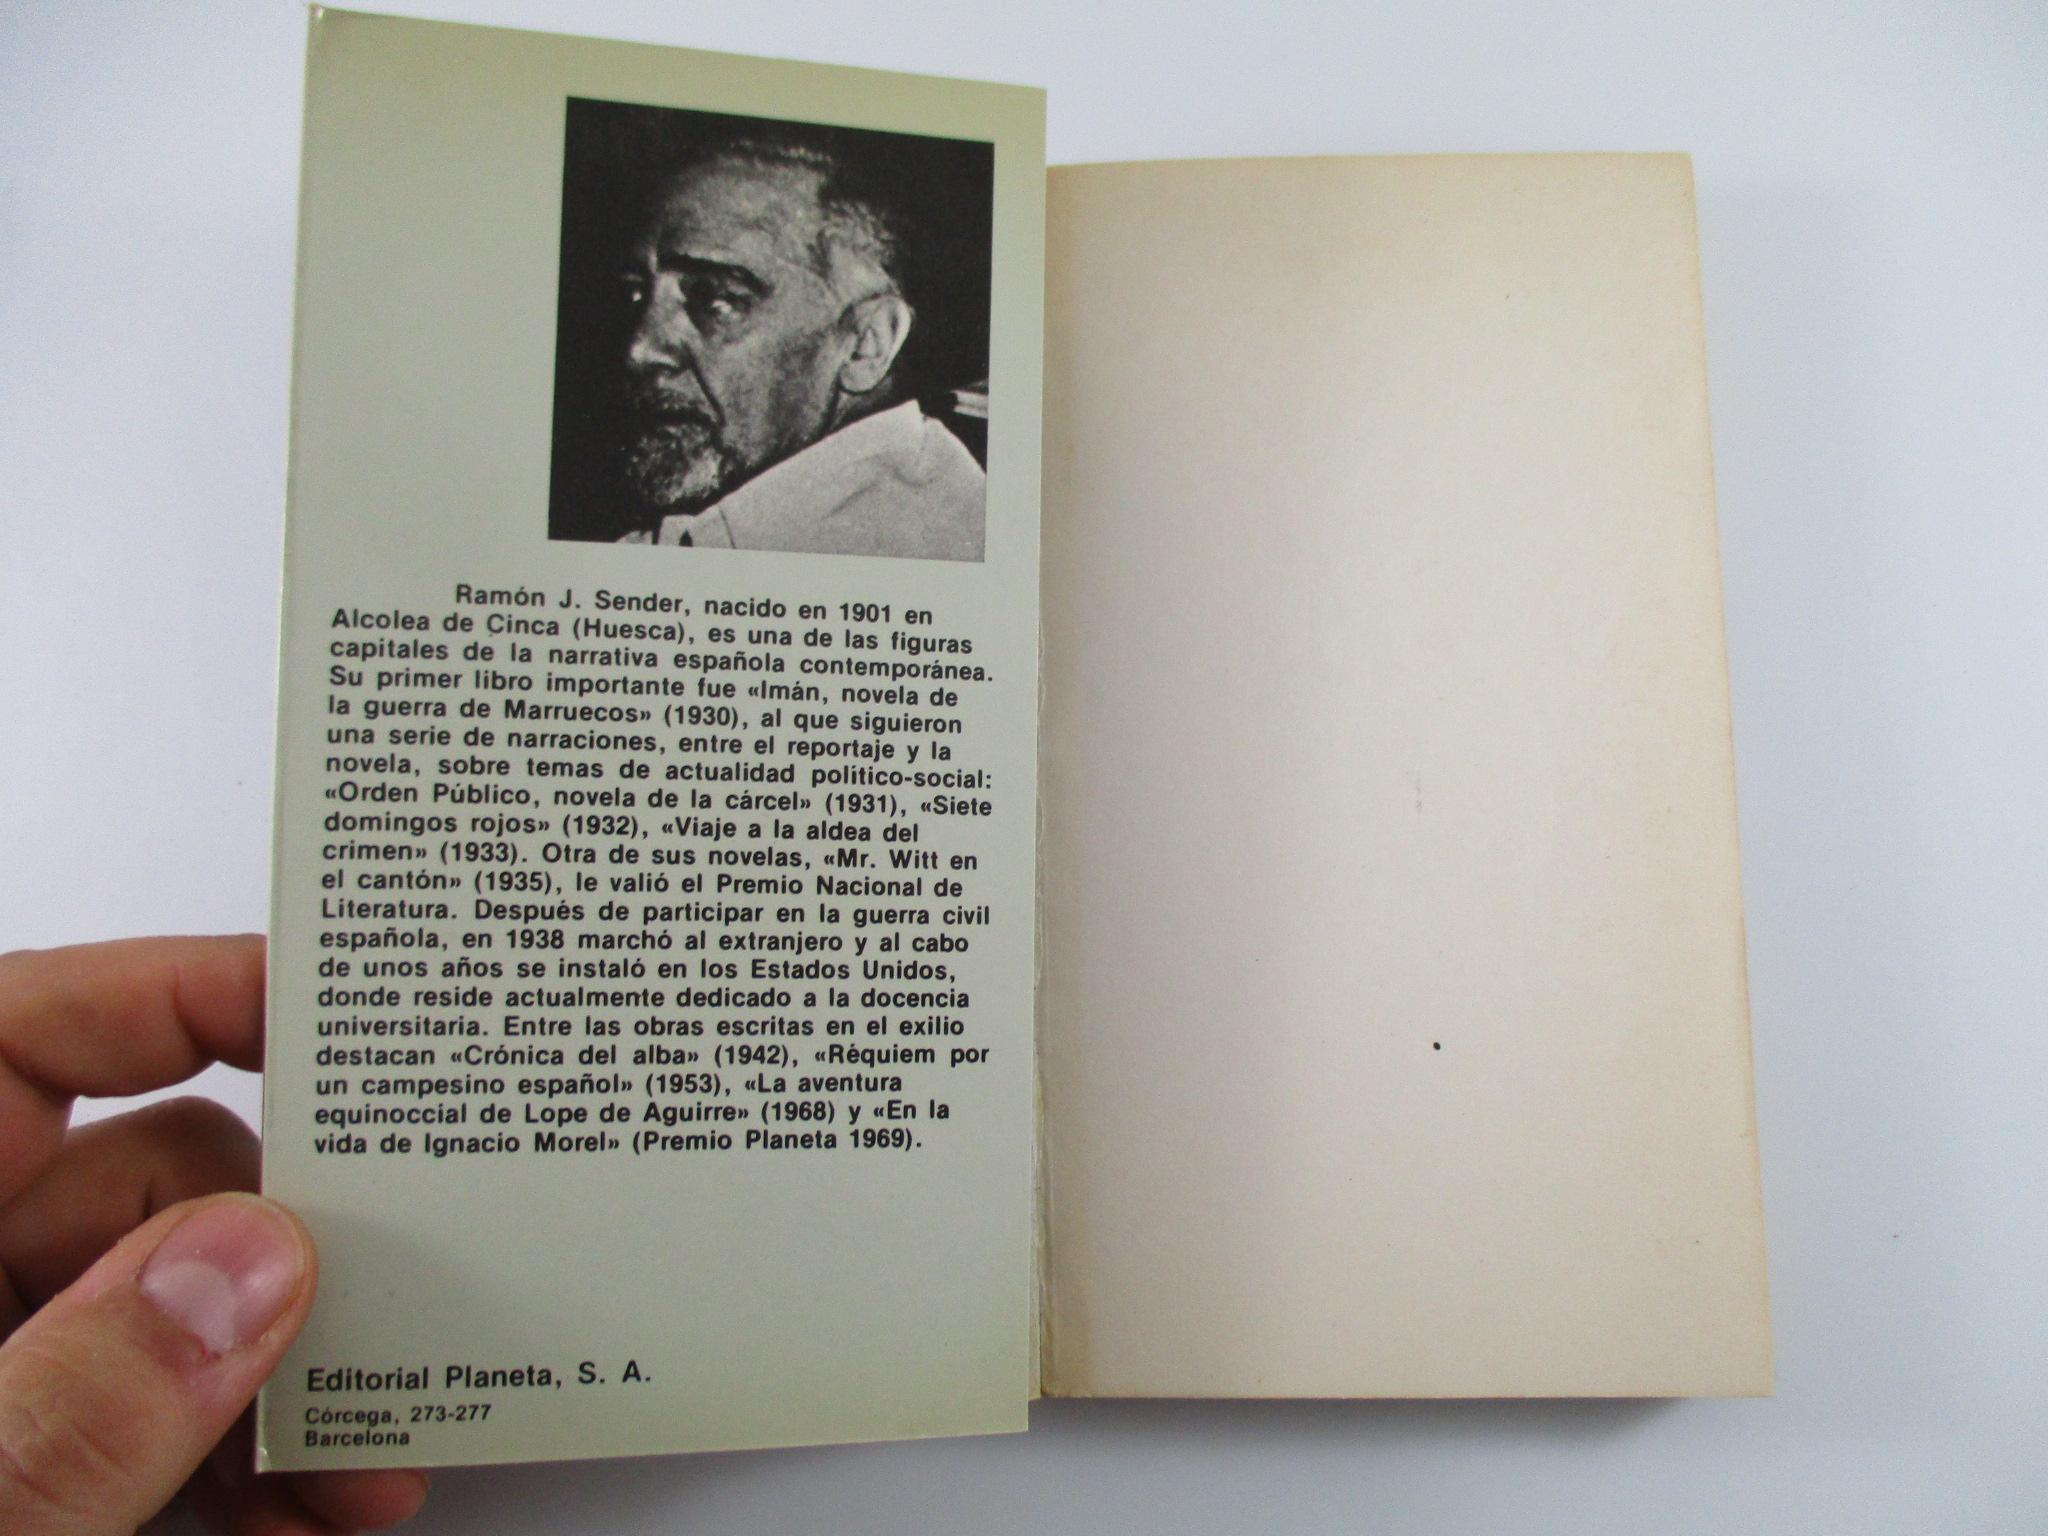 Ramón J. Sender, nacido en 1901 en
Alcolea de Cinca (Huesca), es una de las figuras
capitales de la narrativa española contemporánea.
Su primer libro importante fue «Imán, novela de
la guerra de Marruecos» (1930), al que siguieron
una serie de narraciones, entre el reportaje y la
novela, sobre temas de actualidad político-social:
«Orden Público, novela de la cárcel» (1931), «Siete
domingos rojos» (1932), «Viaje a la aldea del
crimen» (1933). Otra de sus novelas, «Mr. Witt en
el cantón» (1935), le valió el Premio Nacional de
Literatura. Después de participar en la guerra civil
española, en 1938 marchó al extranjero y al cabo
de unos años se instaló en los Estados Unidos,
donde reside actualmente dedicado a la docencia
universitaria. Entre las obras escritas en el exilio
destacan «Crónica del alba» (1942), «Réquiem por
un campesino español» (1953), «La aventura
equinoccial de Lope de Aguirre» (1968) y «En la
vida de Ignacio Morel» (Premio Planeta 1969).
Editorial Planeta, S. A.
Córcega, 273-277
Barcelona